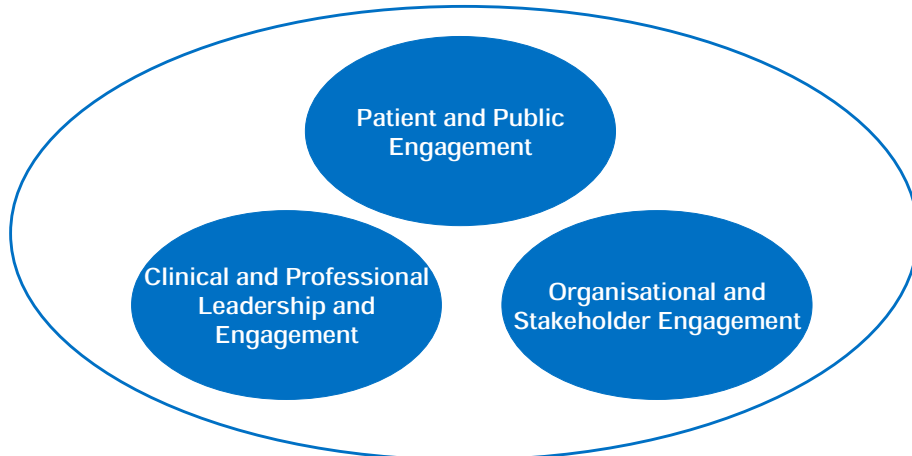 Patient and Public
Engagement
Clinical and Professional
Leadership and
Engagement
Organisational and
Stakeholder Engagement